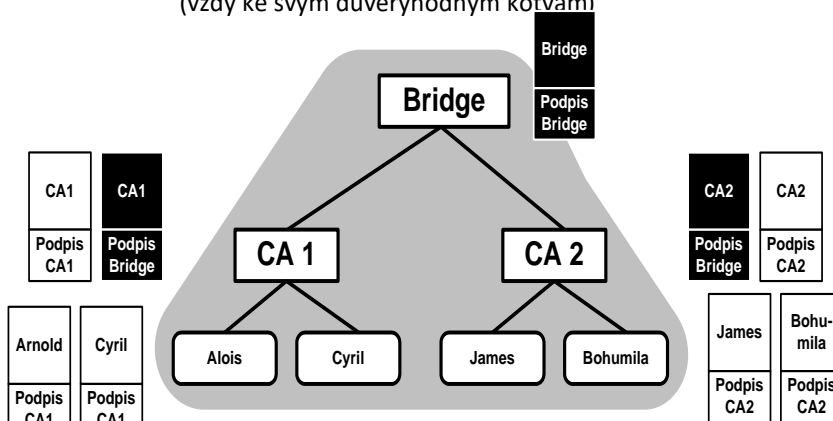 (vždy ke svým důvěryhodným kotvám)
Bridge
Podpis
Bridge
Bridge
CA1
Podpis
CA1
CA1
Podpis
Bridge
CA 1
CA 2
CA2
Podpis
Bridge
CA2
Podpis
CA2
Arnold
Podpis
CA1
Cyril
Podpis
CA1
Alois
Cyril
James
Bohumila
James
Podpis
CA2
Bohu-
mila
Podpis
CA2